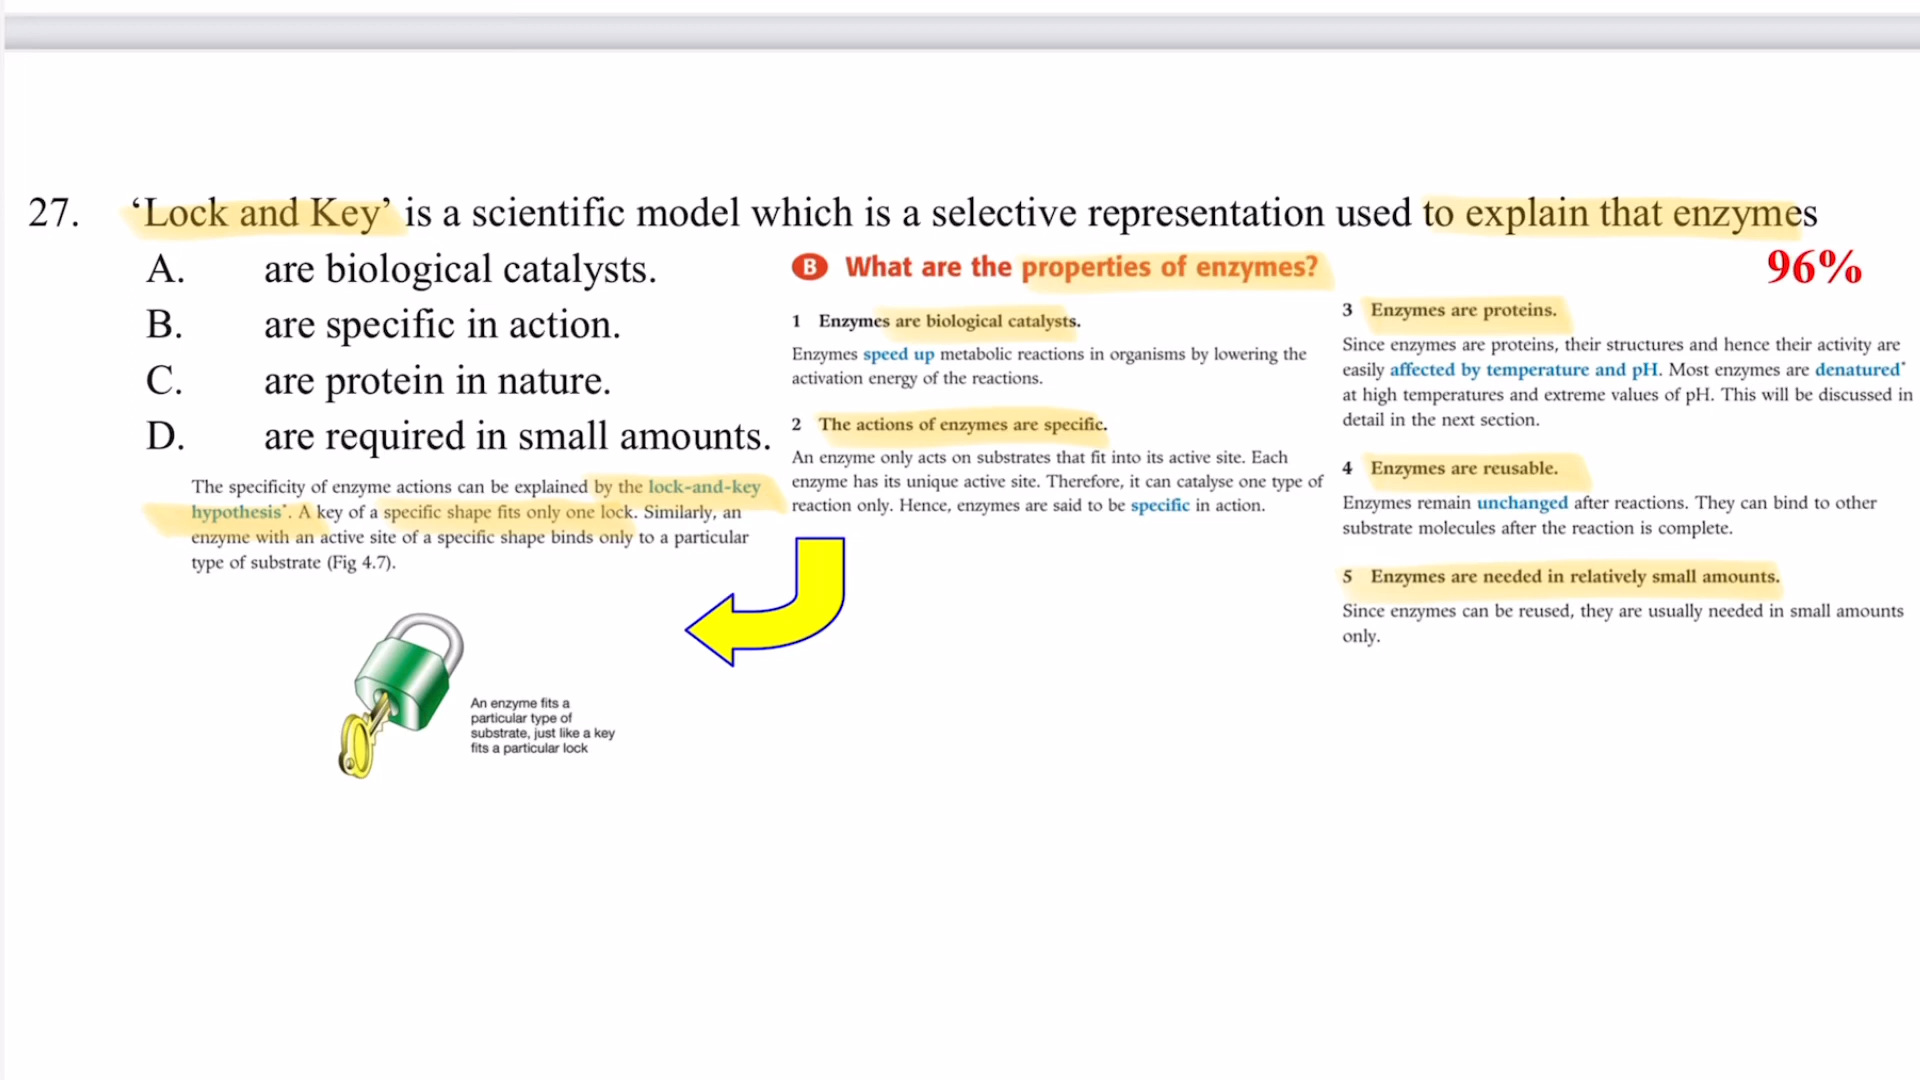 27. ‘Lock and Key’ is a scientific model which is a selective representation used to explain that enzymes
96%
A. are biological catalysts.
B. are specific in action.
C. are protein in nature.
D. are required in small amounts.
The specificity of enzyme actions can be explained by the lock-and-key
hypothesis*. A key of a specific shape fits only one lock. Similarly, an
enzyme with an active site of a specific shape binds only to a particular
type of substrate (Fig 4.7).
An enzyme fits a
particular type of
substrate, just like a key
fits a particular lock
B What are the properties of enzymes?
1 Enzymes are biological catalysts.
Enzymes speed up metabolic reactions in organisms by lowering the
activation energy of the reactions.
2 The actions of enzymes are specific.
An enzyme only acts on substrates that fit into its active site. Each
enzyme has its unique active site. Therefore, it can catalyse one type of
reaction only. Hence, enzymes are said to be specific in action.
3 Enzymes are proteins.
Since enzymes are proteins, their structures and hence their activity are
easily affected by temperature and pH. Most enzymes are denatured*
at high temperatures and extreme values of pH. This will be discussed in
detail in the next section.
4 Enzymes are reusable.
Enzymes remain unchanged after reactions. They can bind to other
substrate molecules after the reaction is complete.
5 Enzymes are needed in relatively small amounts.
Since enzymes can be reused, they are usually needed in small amounts
only.